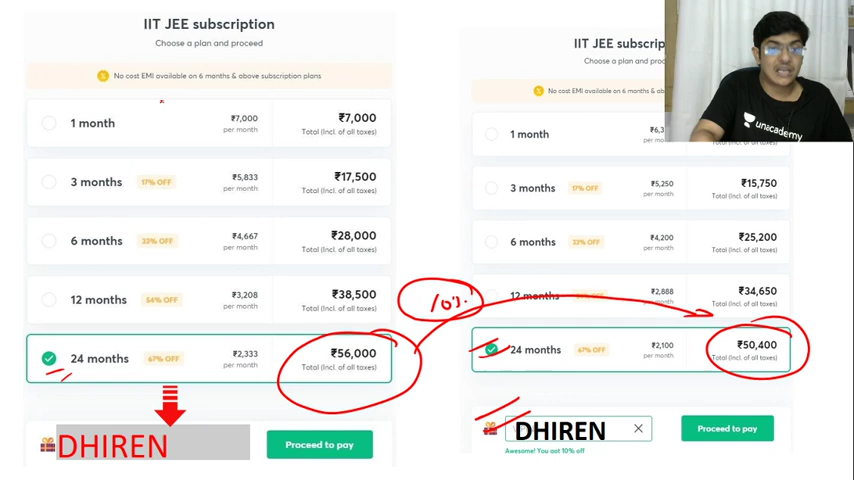 IIT JEE subscription
Choose a plan and proceed
No cost EMI available on 6 months & above subscription plans
1 month ₹7,000 per month ₹7,000 Total (Incl. of all taxes)
3 months 17% OFF ₹5,833 per month ₹17,500 Total (Incl. of all taxes)
6 months 33% OFF ₹4,667 per month ₹28,000 Total (Incl. of all taxes)
12 months 54% OFF ₹3,208 per month ₹38,500 Total (Incl. of all taxes)
24 months 67% OFF ₹2,333 per month ₹56,000 Total (Incl. of all taxes)
DHIREN Proceed to pay
10%
IIT JEE subscrip
Choose a plan and proc
No cost EMI available on 6 months &
1 month per month Total (Incl. of all taxes)
3 months 17% OFF ₹5,250 per month ₹15,750 Total (Incl. of all taxes)
6 months 33% OFF ₹4,200 per month ₹25,200 Total (Incl. of all taxes)
12 months ₹2,888 per month ₹34,650 Total (Incl. of all taxes)
24 months 67% OFF ₹2,100 per month ₹50,400 Total (Incl. of all taxes)
DHIREN Proceed to pay
Awesome! You got 10% off
unacademy